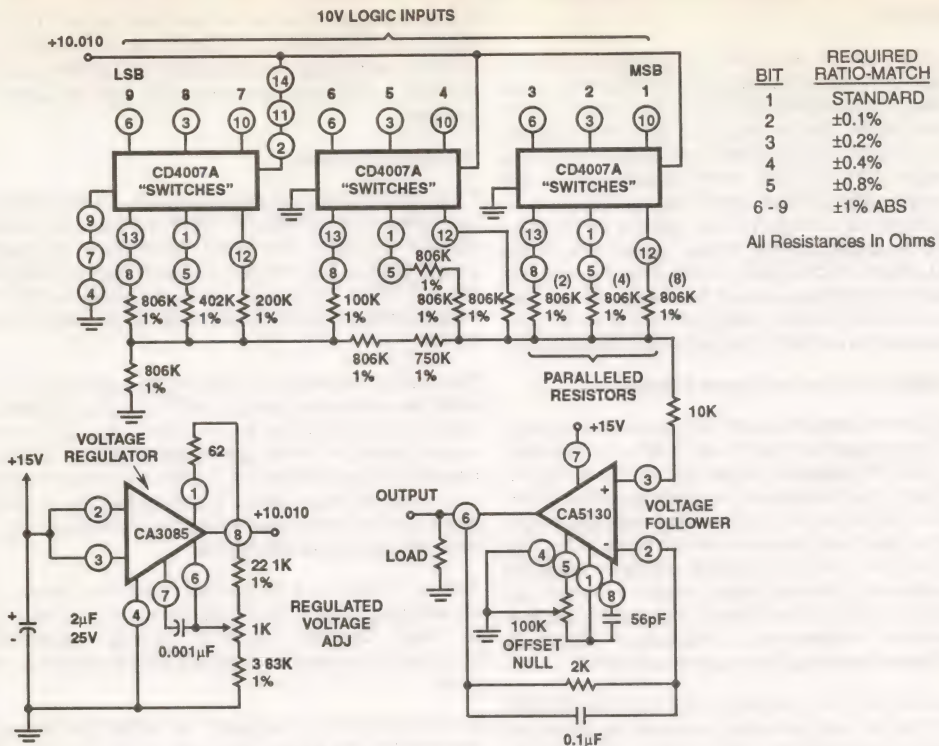 10V LOGIC INPUTS
+10.010
LSB
9 8 7
6 3 10
14
11
2
6 5 4
6 3 10
MSB
3 2 1
6 3 10
CD4007A
"SWITCHES"
CD4007A
"SWITCHES"
CD4007A
"SWITCHES"
9
7
4
13 1 12
8 5
13 1 12
8 5
13 1 12
8 5
806K
1%
402K
1%
200K
1%
100K
1%
806K
1%
806K
1%
806K
1%
(2)
806K
1%
(4)
806K
1%
(8)
806K
1%
806K
1%
750K
1%
806K
1%
PARALLELED
RESISTORS
10K
BIT
REQUIRED
RATIO-MATCH
1 STANDARD
2 ±0.1%
3 ±0.2%
4 ±0.4%
5 ±0.8%
6 - 9 ±1% ABS
All Resistances In Ohms
VOLTAGE
REGULATOR
+15V
62
1
2
3
CA3085
8
+10.010
6
7
4
22 1K
1%
1K
REGULATED
VOLTAGE
ADJ
0.001µF
3 83K
1%
+
-
2µF
25V
+15V
7
OUTPUT
6
LOAD
CA5130
+
-
3
2
VOLTAGE
FOLLOWER
4
5
1
8
56pF
100K
OFFSET
NULL
2K
0.1µF